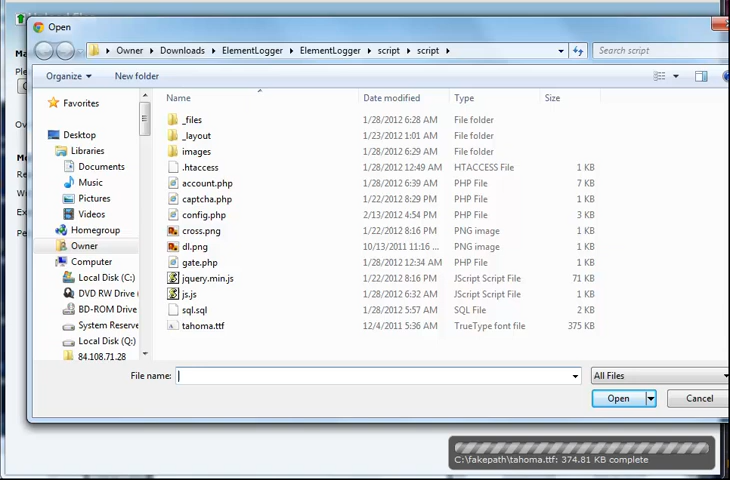 Open
Owner Downloads ElementLogger ElementLogger script script Search script
Organize New folder
Name Date modified Type Size
_files 1/28/2012 6:28 AM File folder
_layout 1/23/2012 1:01 AM File folder
images 1/28/2012 6:29 AM File folder
.htaccess 1/28/2012 12:49 AM HTACCESS File 1 KB
account.php 1/28/2012 6:39 AM PHP File 7 KB
captcha.php 1/22/2012 8:29 PM PHP File 1 KB
config.php 2/13/2012 4:54 PM PHP File 3 KB
cross.png 1/22/2012 8:16 PM PNG image 1 KB
dl.png 10/13/2011 11:16 ... PNG image 1 KB
gate.php 1/28/2012 12:34 AM PHP File 1 KB
jquery.min.js 1/22/2012 8:16 PM JScript Script File 71 KB
js.js 1/28/2012 6:32 AM JScript Script File 1 KB
sql.sql 1/28/2012 5:57 AM SQL File 2 KB
tahoma.ttf 12/4/2011 5:36 AM TrueType font file 375 KB
Favorites
Desktop
Libraries
Documents
Music
Pictures
Videos
Homegroup
Owner
Computer
Local Disk (C:)
DVD RW Drive
BD-ROM Drive
System Reserve
Local Disk (Q:)
84.108.71.28
File name: All Files
Open Cancel
C:\fakepath\tahoma.ttf: 374.81 KB complete